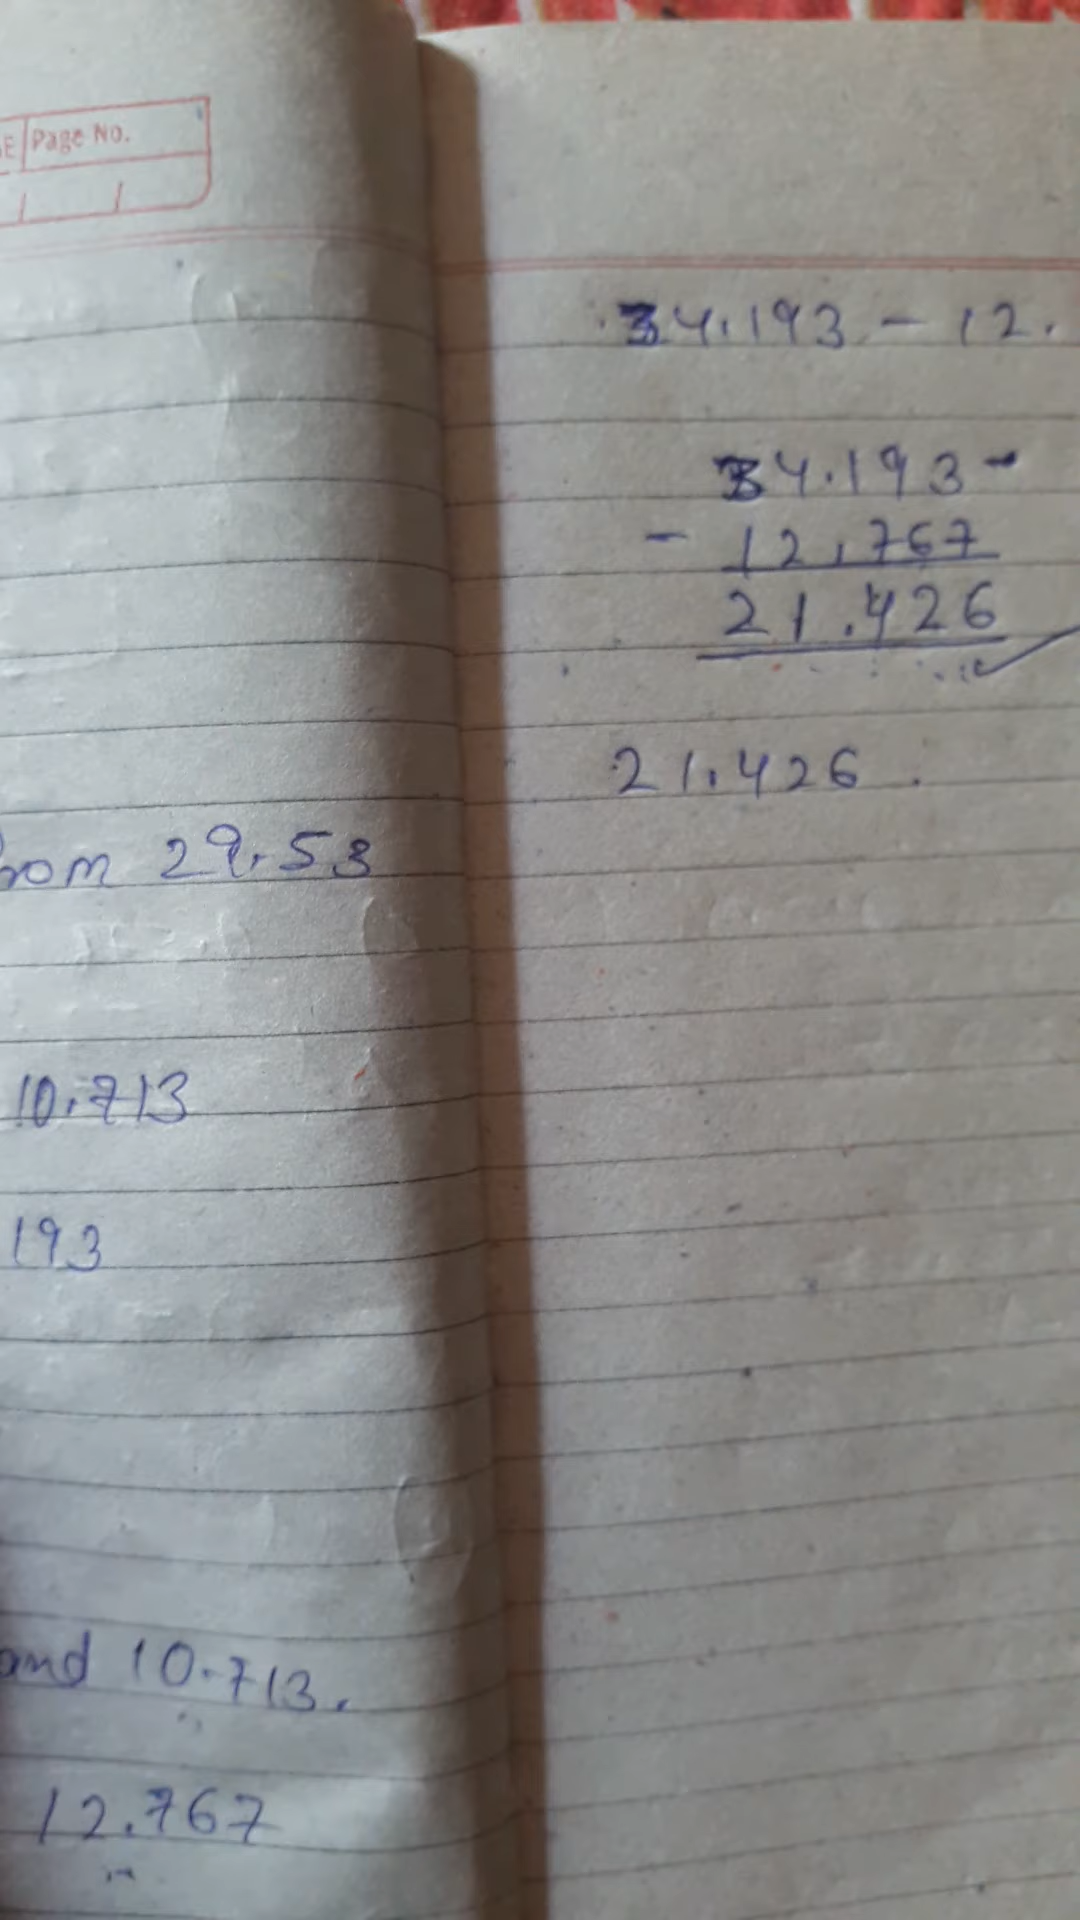 Page No.
from 29.53
10.713
193
and 10.713.
12.767
34.193 - 12.
34.193 -
- 12.767
21.426
21.426.